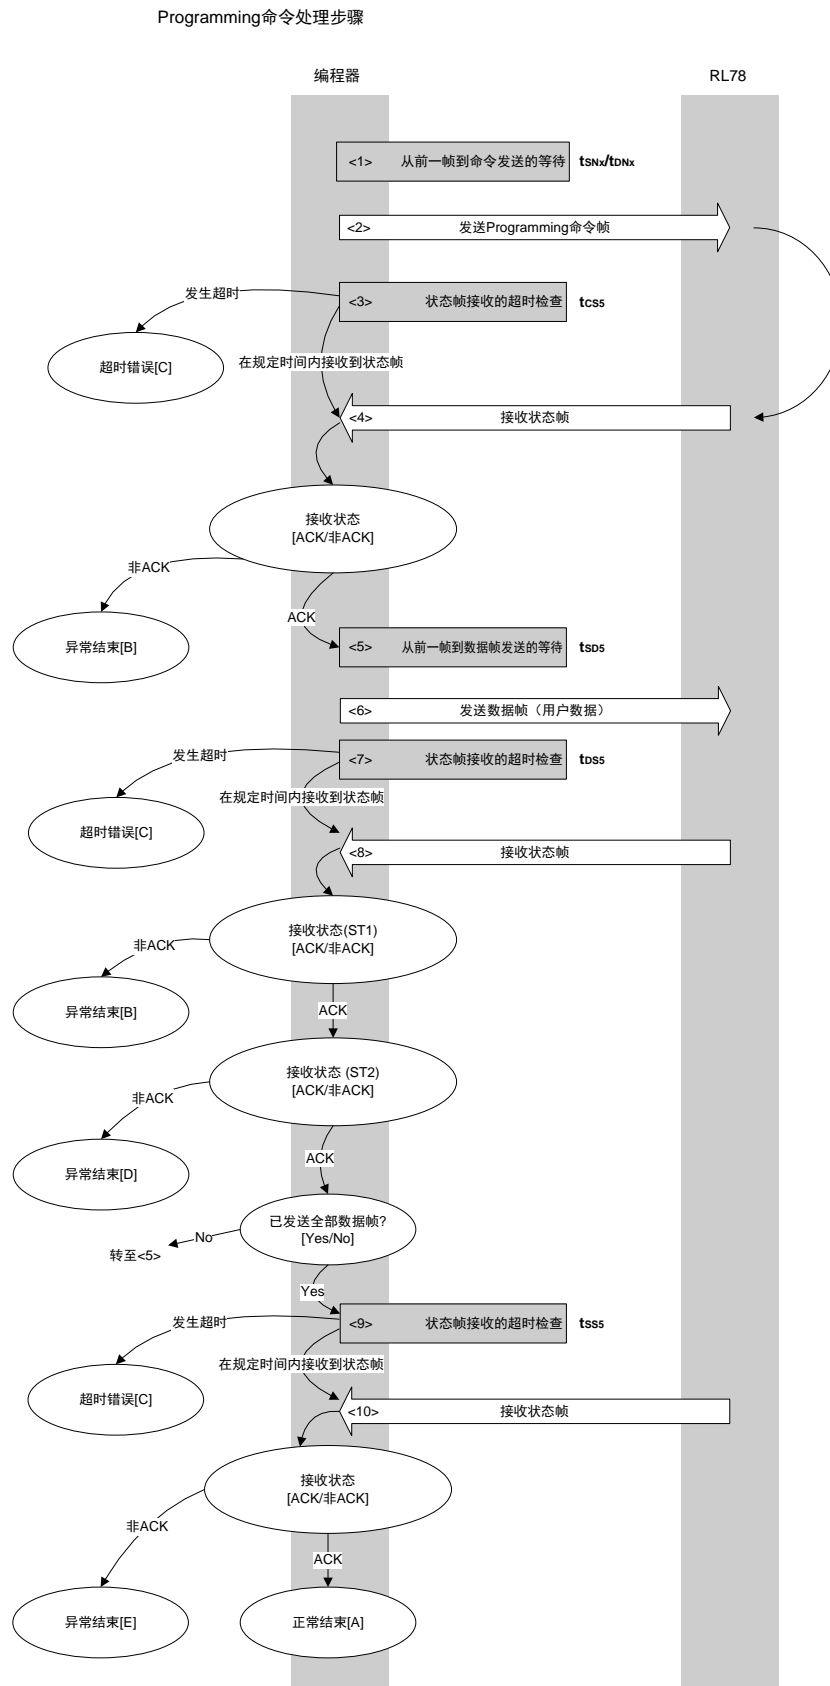 Programming命令处理步骤
编程器
RL78
<1> 从前一帧到命令发送的等待 tSNx/tDNx
<2> 发送Programming命令帧
发生超时
<3> 状态帧接收的超时检查 tCS5
超时错误[C]
在规定时间内接收到状态帧
<4> 接收状态帧
接收状态
[ACK/非ACK]
非ACK
ACK
异常结束[B]
<5> 从前一帧到数据帧发送的等待 tSD5
<6> 发送数据帧（用户数据）
发生超时
<7> 状态帧接收的超时检查 tDS5
在规定时间内接收到状态帧
超时错误[C]
<8> 接收状态帧
接收状态(ST1)
[ACK/非ACK]
非ACK
异常结束[B]
ACK
接收状态 (ST2)
[ACK/非ACK]
非ACK
ACK
异常结束[D]
已发送全部数据帧?
[Yes/No]
No
转至<5>
Yes
发生超时
<9> 状态帧接收的超时检查 tSS5
在规定时间内接收到状态帧
超时错误[C]
<10> 接收状态帧
接收状态
[ACK/非ACK]
非ACK
ACK
异常结束[E]
正常结束[A]